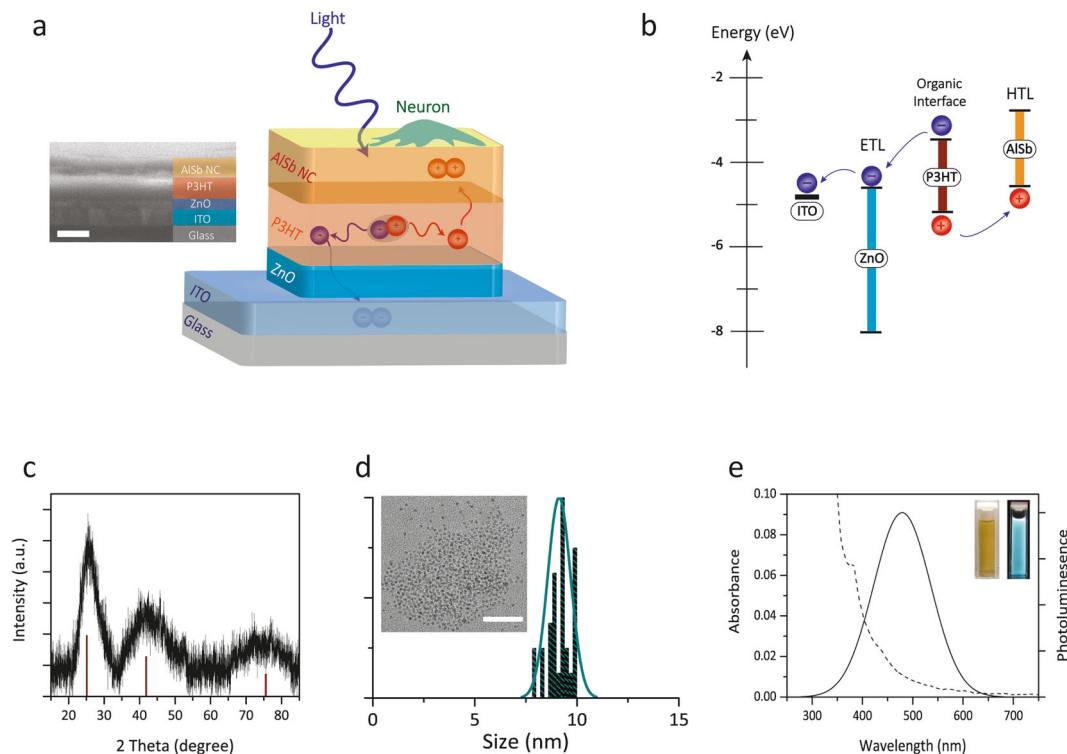 a
Light
Neuron
AlSb NC
P3HT
ZnO
ITO
Glass
AlSb NC
P3HT
ZnO
ITO
Glass
b
Energy (eV)
-2
-4
-6
-8
Organic
Interface
HTL
ETL
ITO
ZnO
P3HT
AlSb
c
Intensity (a.u.)
20 30 40 50 60 70 80
2 Theta (degree)
d
0 5 10 15
Size (nm)
e
Absorbance
0.10
0.08
0.06
0.04
0.02
0.00
300 400 500 600 700
Wavelength (nm)
Photoluminesence